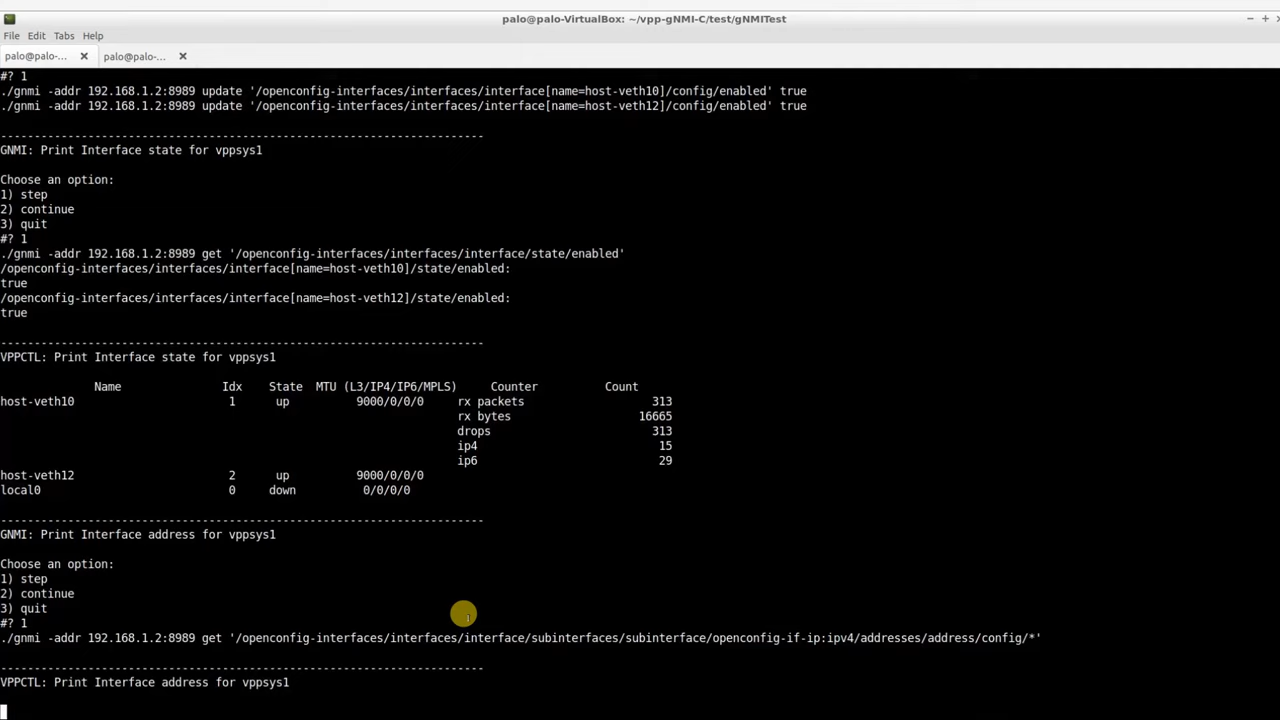 palo@palo-VirtualBox: ~/vpp-gNMI-C/test/gNMITest
File Edit Tabs Help
palo@palo-... palo@palo-...
#? 1
./gnmi -addr 192.168.1.2:8989 update '/openconfig-interfaces/interfaces/interface[name=host-veth10]/config/enabled' true
./gnmi -addr 192.168.1.2:8989 update '/openconfig-interfaces/interfaces/interface[name=host-veth12]/config/enabled' true
------------------------------------------------------------------------
GNMI: Print Interface state for vppsys1
Choose an option:
1) step
2) continue
3) quit
#? 1
./gnmi -addr 192.168.1.2:8989 get '/openconfig-interfaces/interfaces/interface/state/enabled'
/openconfig-interfaces/interfaces/interface[name=host-veth10]/state/enabled:
true
/openconfig-interfaces/interfaces/interface[name=host-veth12]/state/enabled:
true
------------------------------------------------------------------------
VPPCTL: Print Interface state for vppsys1
Name Idx State MTU (L3/IP4/IP6/MPLS) Counter Count
host-veth10 1 up 9000/0/0/0 rx packets 313
rx bytes 16665
drops 313
ip4 15
ip6 29
host-veth12 2 up 9000/0/0/0
local0 0 down 0/0/0/0
------------------------------------------------------------------------
GNMI: Print Interface address for vppsys1
Choose an option:
1) step
2) continue
3) quit
#? 1
./gnmi -addr 192.168.1.2:8989 get '/openconfig-interfaces/interfaces/interface/subinterfaces/subinterface/openconfig-if-ip:ipv4/addresses/address/config/*'
------------------------------------------------------------------------
VPPCTL: Print Interface address for vppsys1